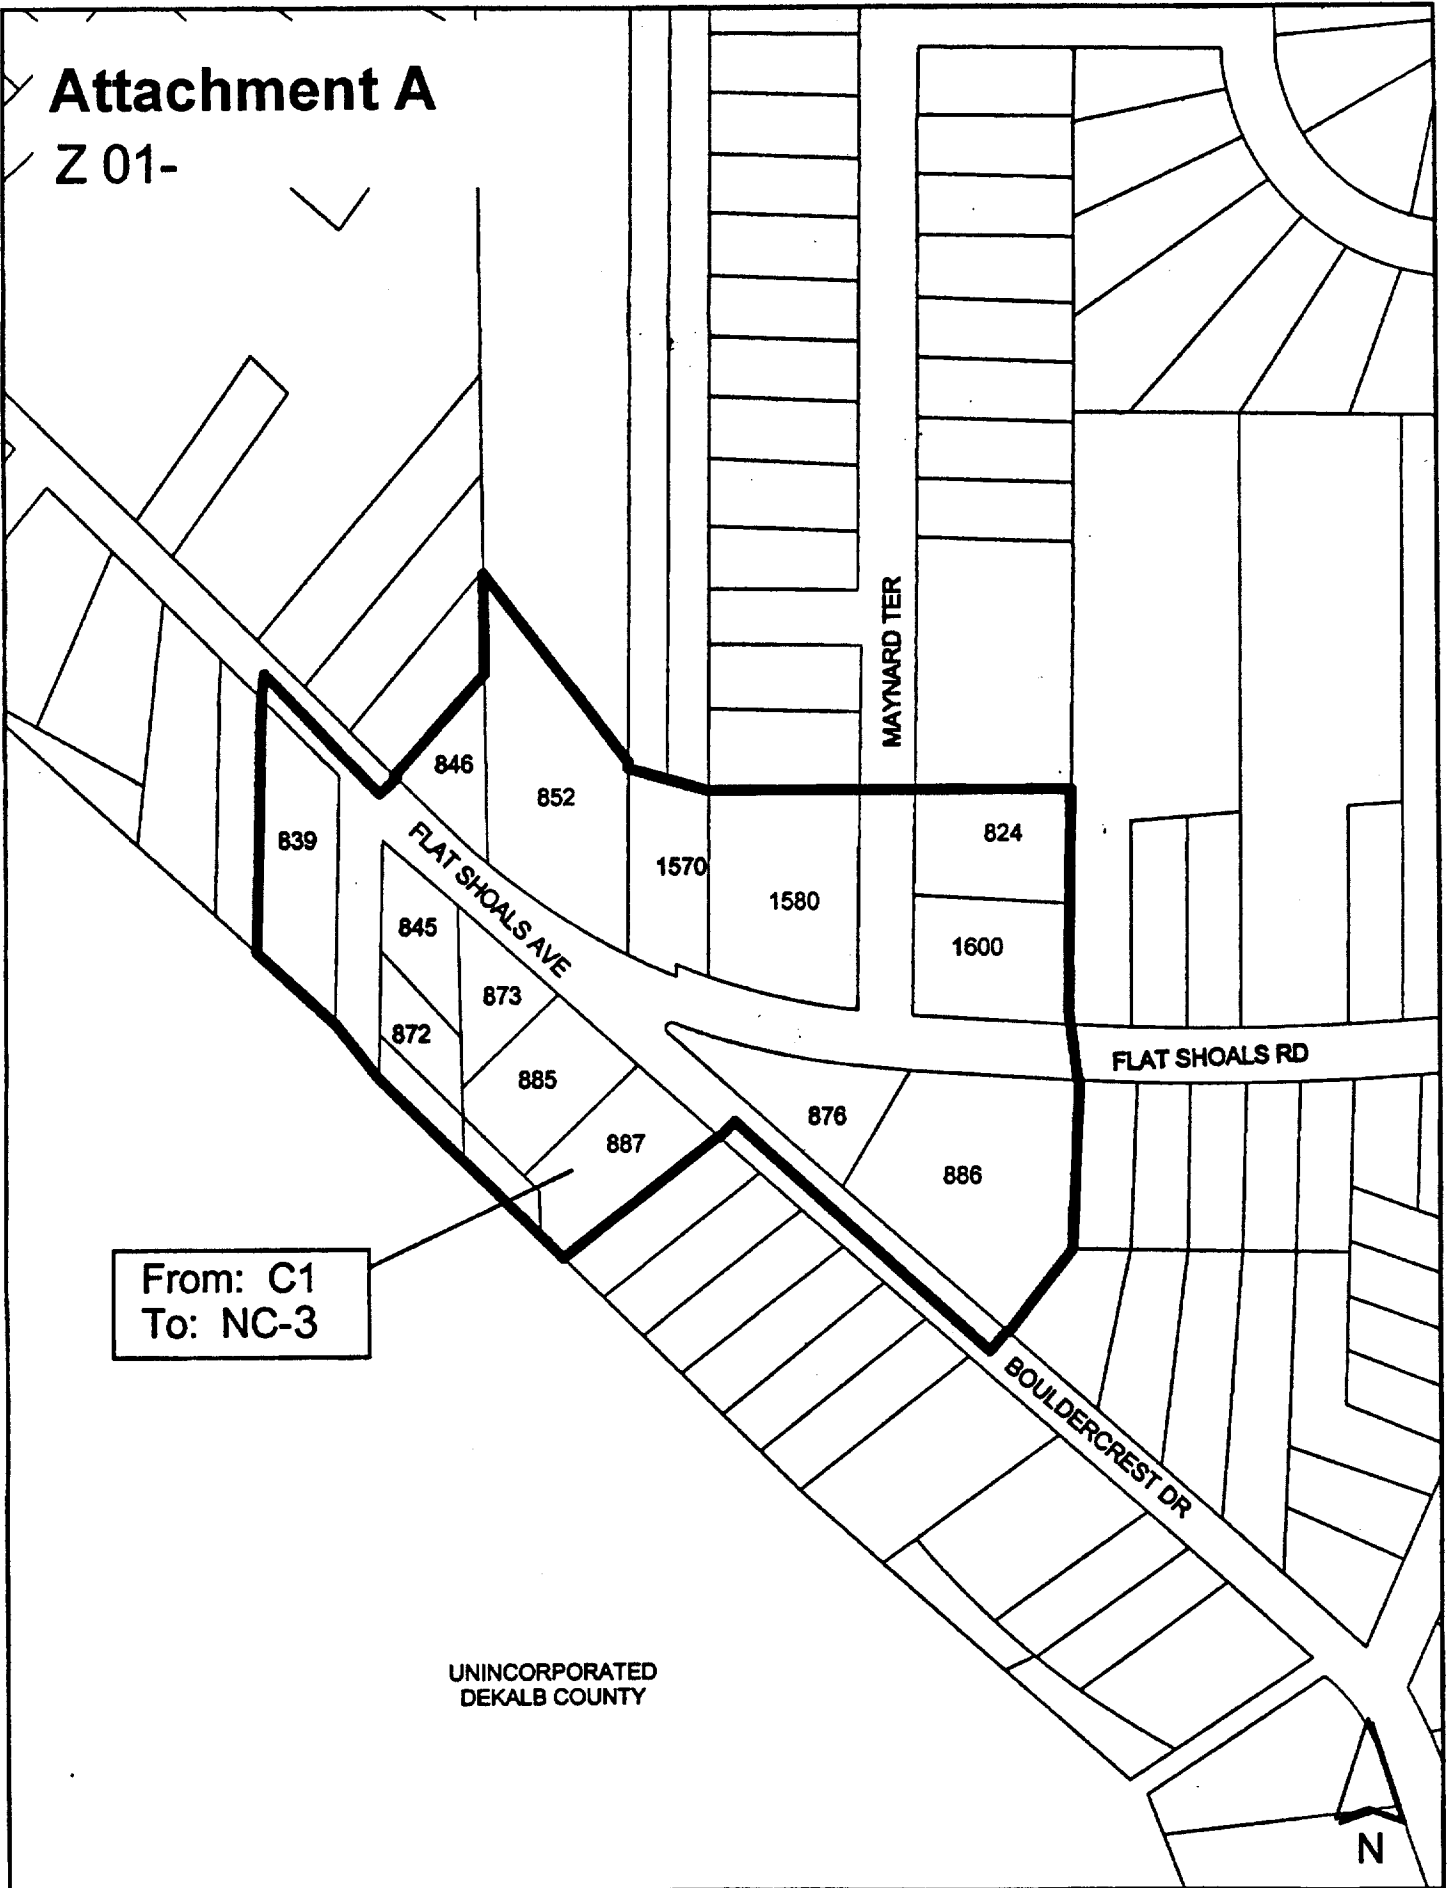 Attachment A
Z 01-
MAYNARD TER
846
852
824
839
1570
1580
FLAT SHOALS AVE
845
1600
873
872
FLAT SHOALS RD
885
876
887
886
From: C1
To: NC-3
BOULDERCREST DR
UNINCORPORATED
DEKALB COUNTY
N